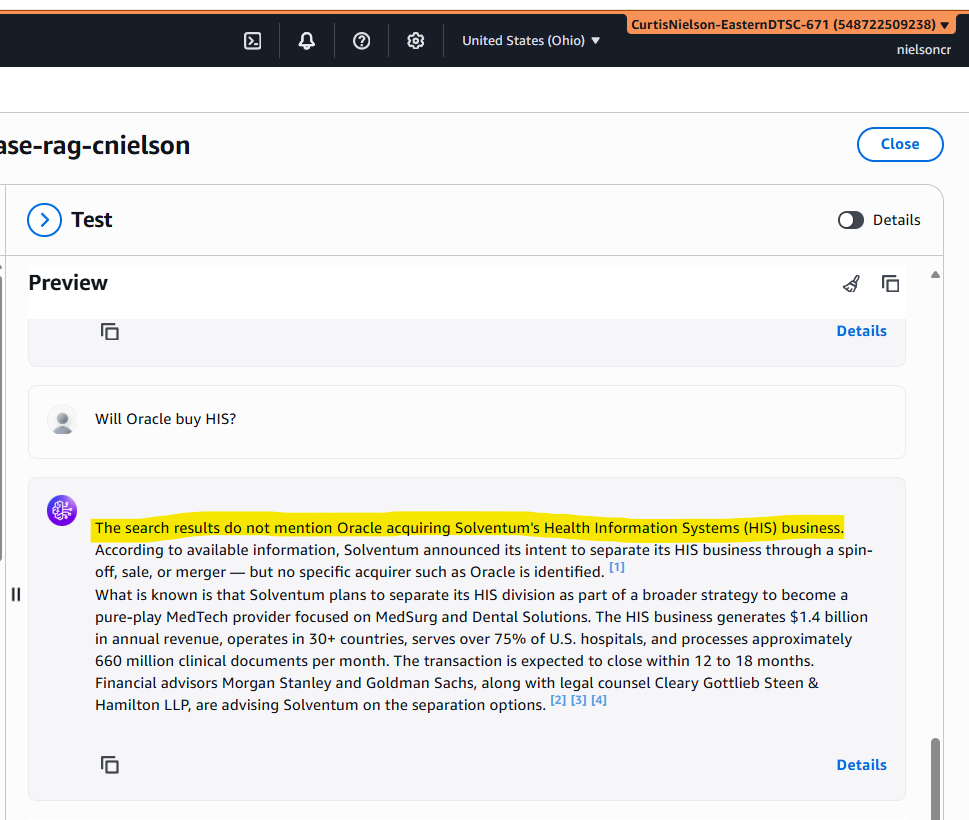 CurtisNielson-EasternDTSC-671 (548722509238)
United States (Ohio)
nielsoncr
ase-rag-cnielson
Close
Test
Details
Preview
Details
Will Oracle buy HIS?
The search results do not mention Oracle acquiring Solventum's Health Information Systems (HIS) business.
According to available information, Solventum announced its intent to separate its HIS business through a spin-
off, sale, or merger — but no specific acquirer such as Oracle is identified. [1]
What is known is that Solventum plans to separate its HIS division as part of a broader strategy to become a
pure-play MedTech provider focused on MedSurg and Dental Solutions. The HIS business generates $1.4 billion
in annual revenue, operates in 30+ countries, serves over 75% of U.S. hospitals, and processes approximately
660 million clinical documents per month. The transaction is expected to close within 12 to 18 months.
Financial advisors Morgan Stanley and Goldman Sachs, along with legal counsel Cleary Gottlieb Steen &
Hamilton LLP, are advising Solventum on the separation options. [2] [3] [4]
Details